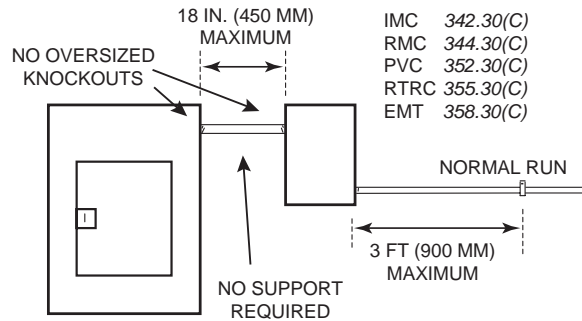 18 IN. (450 MM)
MAXIMUM
NO OVERSIZED
KNOCKOUTS
IMC 342.30(C)
RMC 344.30(C)
PVC 352.30(C)
RTRC 355.30(C)
EMT 358.30(C)
NORMAL RUN
3 FT (900 MM)
MAXIMUM
NO SUPPORT
REQUIRED